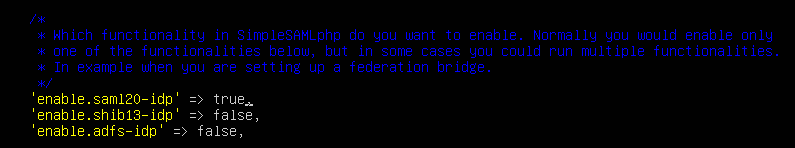 /*
* Which functionality in SimpleSAMLphp do you want to enable. Normally you would enable only
* one of the functionalities below, but in some cases you could run multiple functionalities.
* In example when you are setting up a federation bridge.
*/
'enable.saml20-idp' => true,
'enable.shib13-idp' => false,
'enable.adfs-idp' => false,